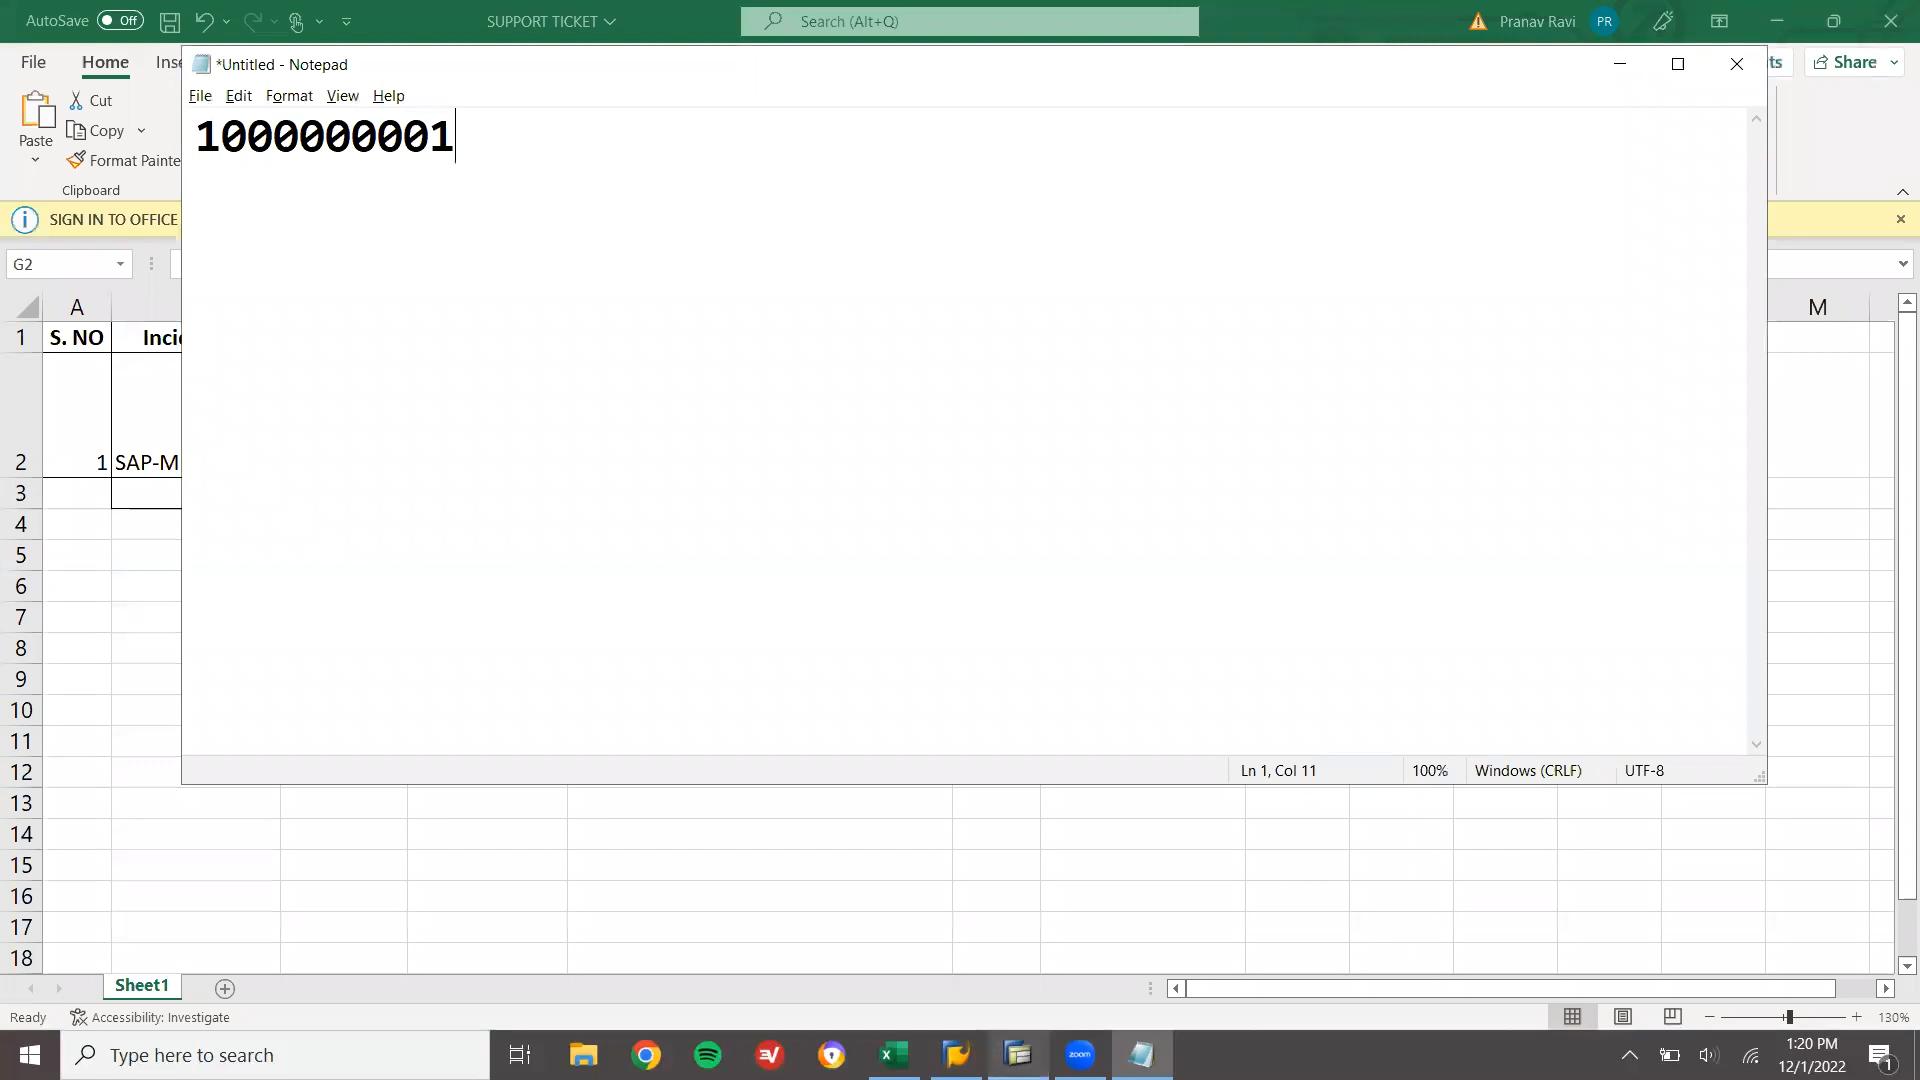 AutoSave Off SUPPORT TICKET Search (Alt+Q) Pranav Ravi PR
File Home Inse ts Share
*Untitled - Notepad
File Edit Format View Help
1000000001
Cut
Copy
Format Painte
Paste
Clipboard
SIGN IN TO OFFICE
G2
A M
1 S. NO Incid
2 1 SAP-M
3
4
5
6
7
8
9
10
11
12
Ln 1, Col 11 100% Windows (CRLF) UTF-8
13
14
15
16
17
18
Sheet1
Ready Accessibility: Investigate 130%
Type here to search zoom 1:20 PM
12/1/2022 1